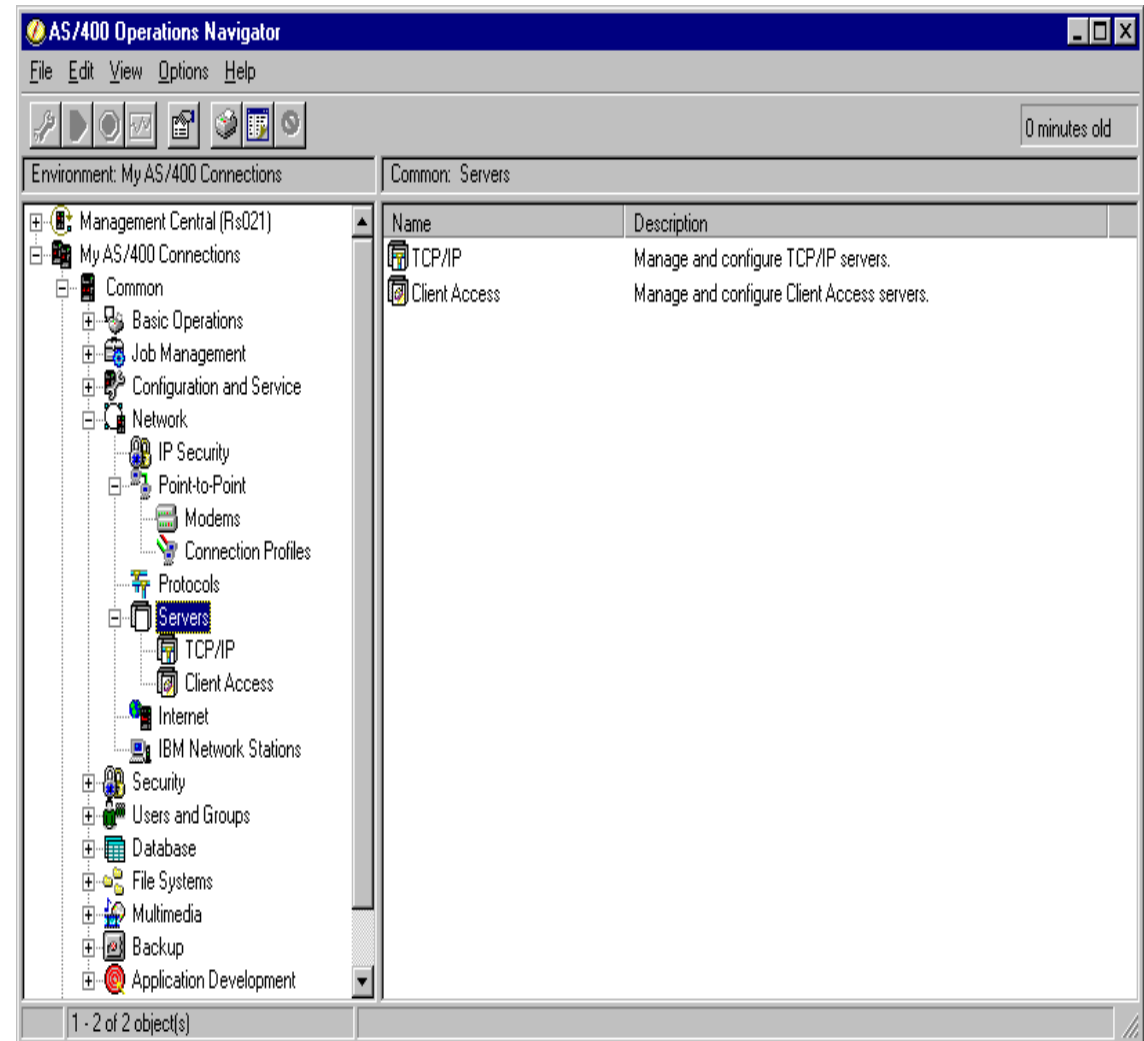 AS/400 Operations Navigator
File Edit View Options Help
0 minutes old
Environment: My AS/400 Connections
Common: Servers
Management Central (Rs021)
My AS/400 Connections
Common
Basic Operations
Job Management
Configuration and Service
Network
IP Security
Point-to-Point
Modems
Connection Profiles
Protocols
Servers
TCP/IP
Client Access
Internet
IBM Network Stations
Security
Users and Groups
Database
File Systems
Multimedia
Backup
Application Development
Name Description
TCP/IP Manage and configure TCP/IP servers.
Client Access Manage and configure Client Access servers.
1 - 2 of 2 object(s)